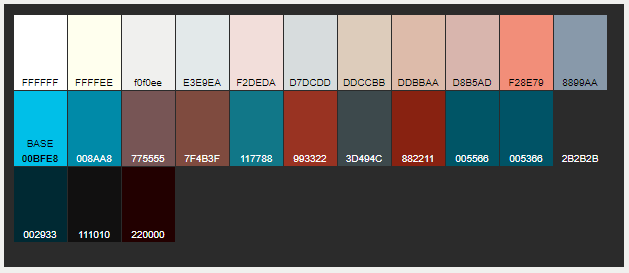 FFFFFF FFFFEE f0f0ee E3E9EA F2DEDA D7DCDD DDCCBB DDBBAA D8B5AD F28E79 8899AA
BASE
00BFE8 008AA8 775555 7F4B3F 117788 993322 3D494C 882211 005566 005366 2B2B2B
002933 111010 220000